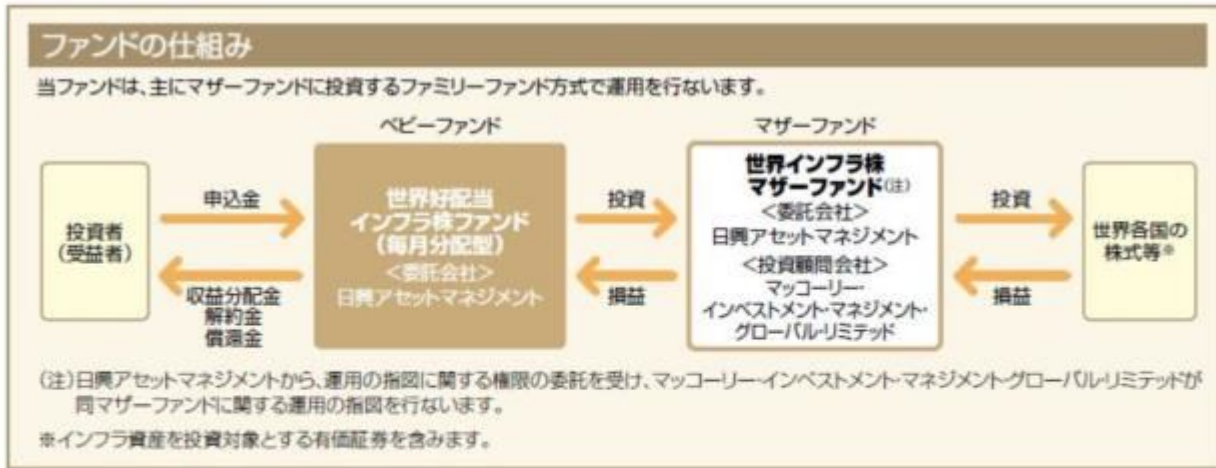 ファンドの仕組み
当ファンドは、主にマザーファンドに投資するファミリーファンド方式で運用を行ないます。
ベビーファンド
マザーファンド
投資者
(受益者)
申込金
収益分配金
解約金
償還金
世界好配当
インフラ株ファンド
(毎月分配型)
<委託会社>
日興アセットマネジメント
投資
損益
世界インフラ株
マザーファンド(注)
<委託会社>
日興アセットマネジメント
<投資顧問会社>
マッコーリー・
インベストメント・マネジメント・
グローバル・リミテッド
投資
損益
世界各国の
株式等※
(注)日興アセットマネジメントから、運用の指図に関する権限の委託を受け、マッコーリー・インベストメント・マネジメント・グローバル・リミテッドが
同マザーファンドに関する運用の指図を行ないます。
※インフラ資産を投資対象とする有価証券を含みます。